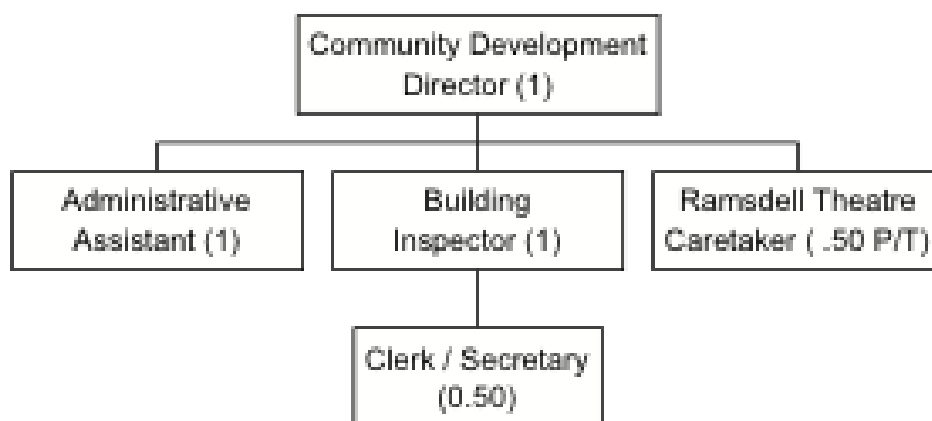 Community Development
Director (1)
Administrative
Assistant (1)
Building
Inspector (1)
Ramsdell Theatre
Caretaker ( .50 P/T)
Clerk / Secretary
(0.50)